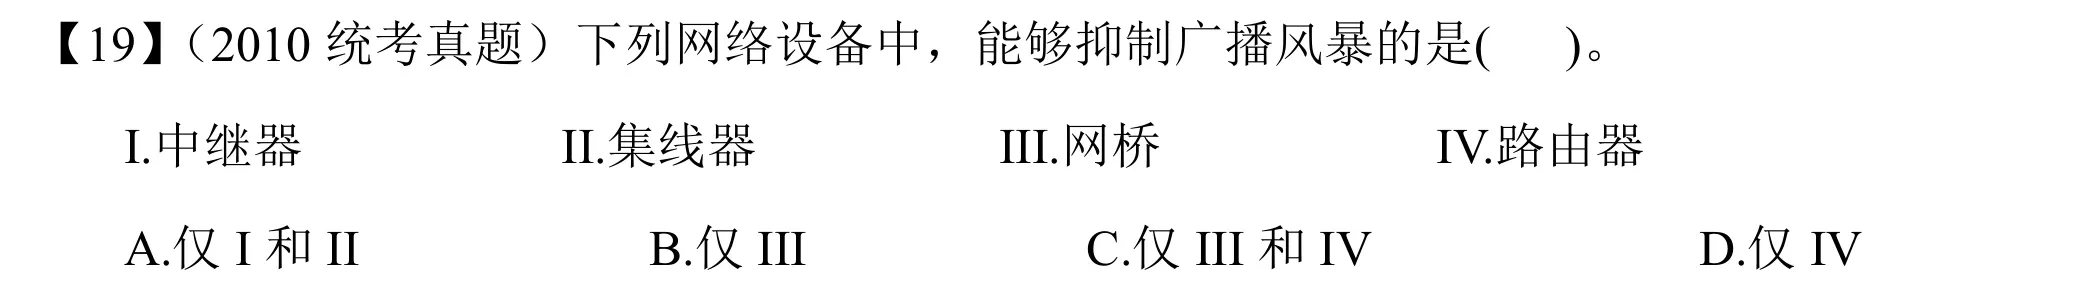 【19】（2010 统考真题）下列网络设备中，能够抑制广播风暴的是( )。
I.中继器 II.集线器 III.网桥 IV.路由器
A.仅 I 和 II B.仅 III C.仅 III 和 IV D.仅 IV